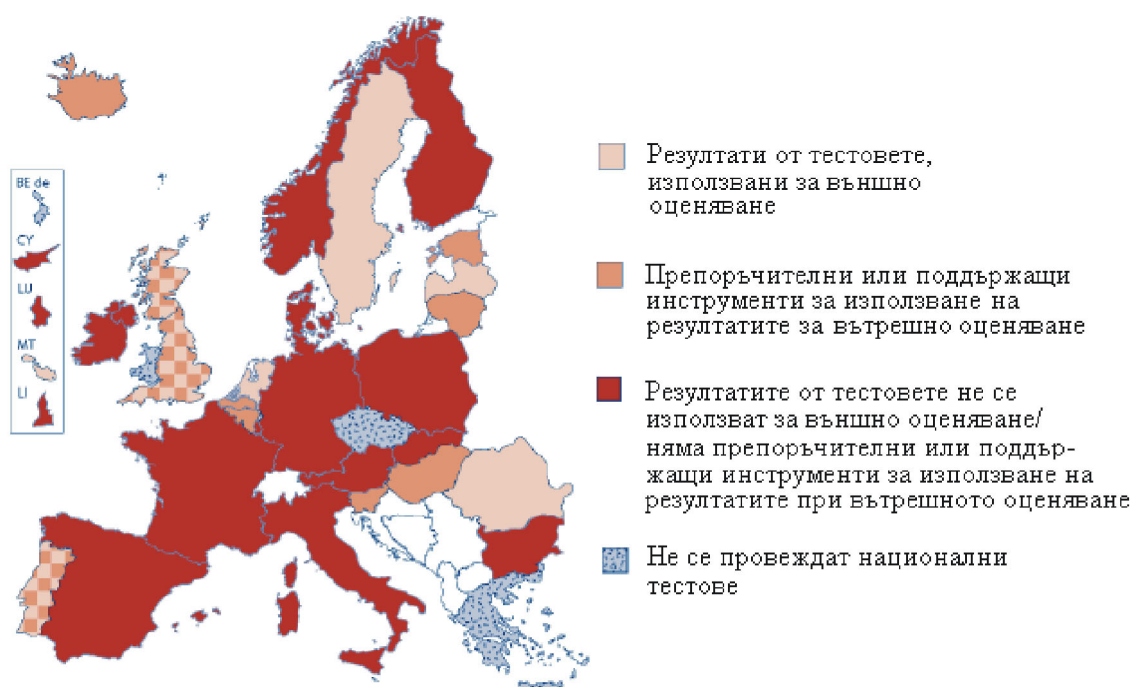 BE de
CY
LU
MT
LI
Резултати от тестовете,
използвани за външно
оценяване
Препоръчителни или поддържащи
инструменти за използване на
резултатите за вътрешно оценяване
Резултатите от тестовете не се
използват за външно оценяване/
няма препоръчителни или поддър-
жащи инструменти за използване на
резултатите при вътрешното оценяване
Не се провеждат национални
тестове